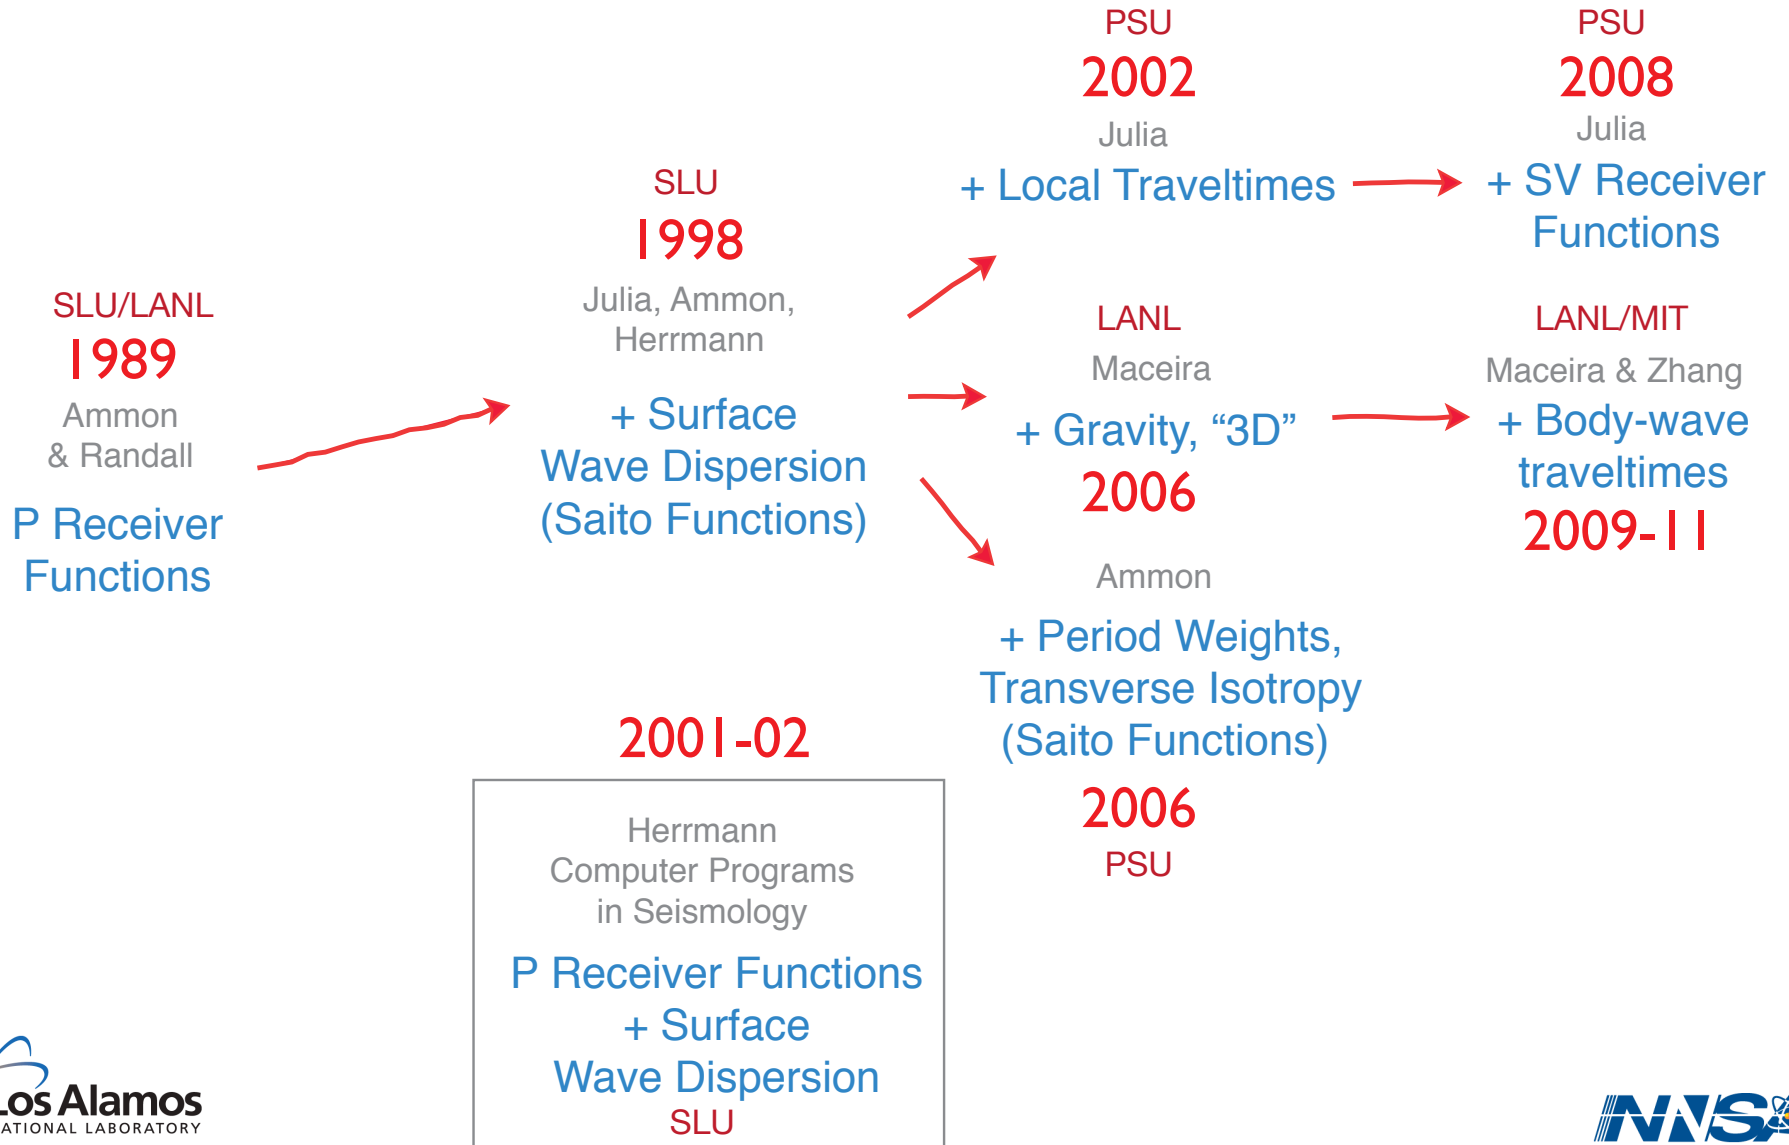 SLU/LANL
1989
Ammon
& Randall
P Receiver
Functions
SLU
1998
Julia, Ammon,
Herrmann
+ Surface
Wave Dispersion
(Saito Functions)
PSU
2002
Julia
+ Local Traveltimes
PSU
2008
Julia
+ SV Receiver
Functions
LANL
Maceira
+ Gravity, “3D”
2006
LANL/MIT
Maceira & Zhang
+ Body-wave
traveltimes
2009-11
Ammon
+ Period Weights,
Transverse Isotropy
(Saito Functions)
2006
PSU
2001-02
Herrmann
Computer Programs
in Seismology
P Receiver Functions
+ Surface
Wave Dispersion
SLU
Los Alamos
NATIONAL LABORATORY
NNSA